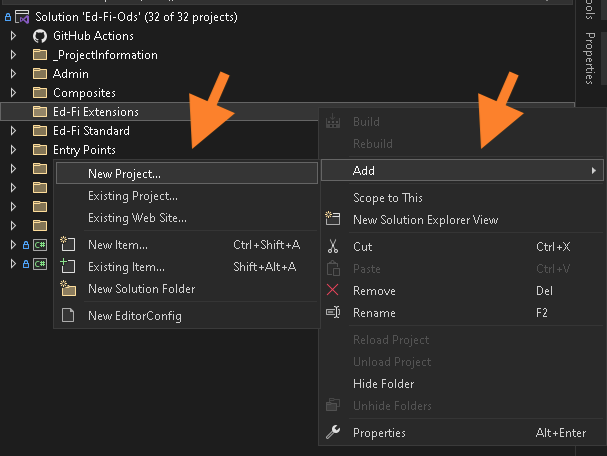 Solution 'Ed-Fi-Ods' (32 of 32 projects)
GitHub Actions
_ProjectInformation
Admin
Composites
Ed-Fi Extensions
Ed-Fi Standard
Entry Points
C#
C#
New Project...
Existing Project...
Existing Web Site...
New Item... Ctrl+Shift+A
Existing Item... Shift+Alt+A
New Solution Folder
New EditorConfig
Build
Rebuild
Add
Scope to This
New Solution Explorer View
Cut Ctrl+X
Paste Ctrl+V
Remove Del
Rename F2
Reload Project
Unload Project
Hide Folder
Unhide Folders
Properties Alt+Enter
Properties